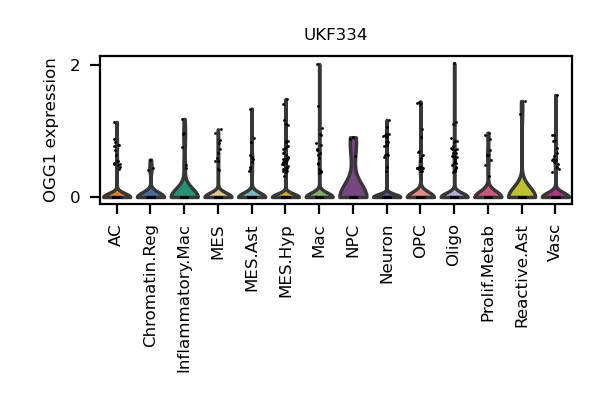 UKF334
OGG1 expression
2
0
AC
Chromatin.Reg
Inflammatory.Mac
MES
MES.Ast
MES.Hyp
Mac
NPC
Neuron
OPC
Oligo
Prolif.Metab
Reactive.Ast
Vasc